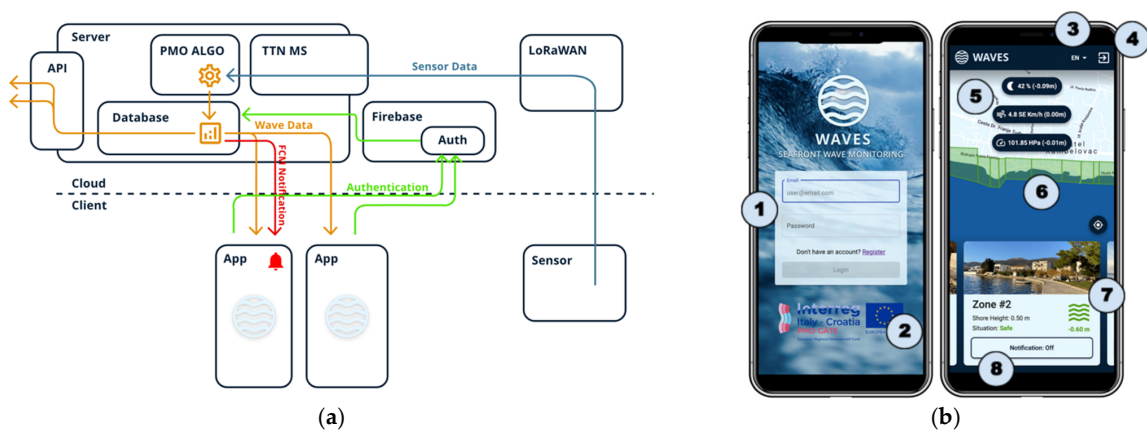 Server
PMO ALGO
TTN MS
LoRaWAN
API
Sensor Data
Database
Wave Data
Firebase
Auth
FCM Notification
Cloud
Authentication
Client
App
App
Sensor
(a)
WAVES
SEAFRONT WAVE MONITORING
1
Email
user@email.com
Password
Don't have an account? Register
Login
Interreg
Italy - Croatia
PMO-GATE
2
3
4
WAVES
EN
5
42 % (-0.09m)
4.8 SE Km/h (0.00m)
101.85 HPa (-0.01m)
6
Zone #2
7
Shore Height: 0.50 m
Situation: Safe
-0.60 m
Notification: Off
8
(b)